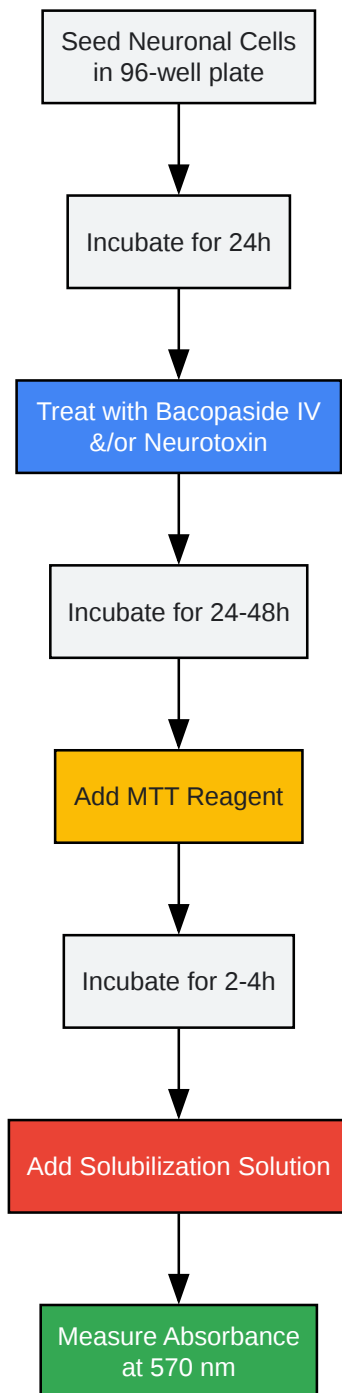 Seed Neuronal Cells
in 96-well plate
Incubate for 24h
Treat with Bacopaside IV
&/or Neurotoxin
Incubate for 24-48h
Add MTT Reagent
Incubate for 2-4h
Add Solubilization Solution
Measure Absorbance
at 570 nm